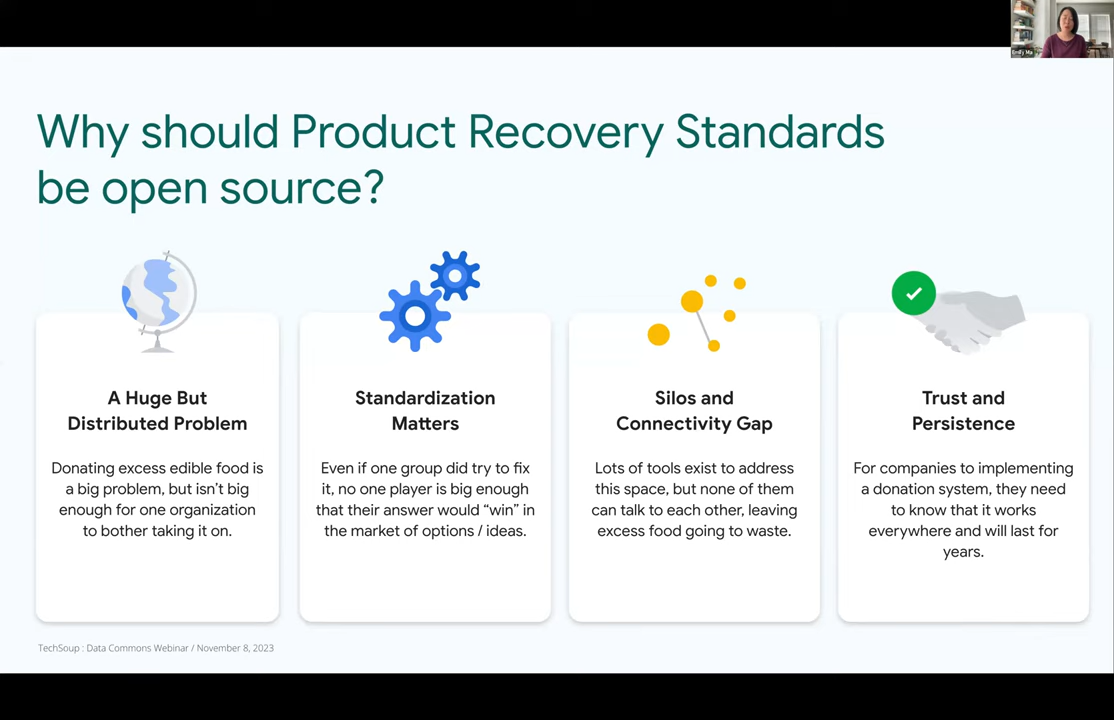 Emily Ma
Why should Product Recovery Standards
be open source?
A Huge But
Distributed Problem
Donating excess edible food is
a big problem, but isn’t big
enough for one organization
to bother taking it on.
Standardization
Matters
Even if one group did try to fix
it, no one player is big enough
that their answer would “win” in
the market of options / ideas.
Silos and
Connectivity Gap
Lots of tools exist to address
this space, but none of them
can talk to each other, leaving
excess food going to waste.
Trust and
Persistence
For companies to implementing
a donation system, they need
to know that it works
everywhere and will last for
years.
TechSoup : Data Commons Webinar / November 8, 2023